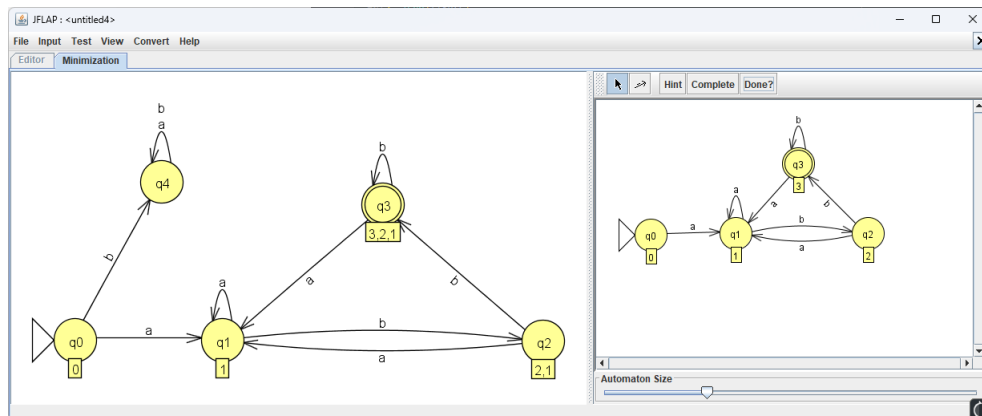 JFLAP : <untitled4>
File Input Test View Convert Help
Editor Minimization
b
a
q4
b
q3
3,2,1
b
a
b
a
q0
0
a
q1
1
b
a
q2
2,1
Hint Complete Done?
b
q3
3
a
b
a
q0
0
a
q1
1
b
a
q2
2
Automaton Size